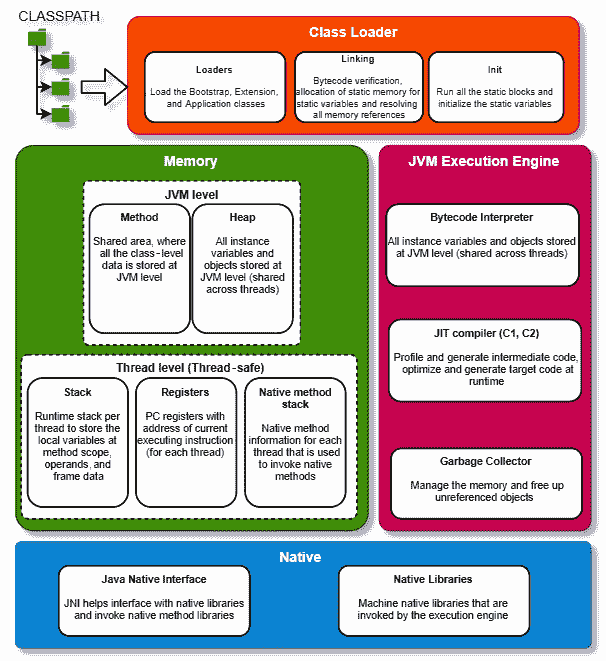 CLASSPATH
Class Loader
Loaders
Load the Bootstrap, Extension,
and Application classes
Linking
Bytecode verification,
allocation of static memory for
static variables and resolving
all memory references
Init
Run all the static blocks and
initialize the static variables
Memory
JVM level
Method
Shared area, where
all the class-level
data is stored at
JVM level
Heap
All instance
variables and
objects stored at
JVM level (shared
across threads)
Thread level (Thread-safe)
Stack
Runtime stack per
thread to store the
local variables at
method scope,
operands, and
frame data
Registers
PC registers with
address of current
executing instruction
(for each thread)
Native method
stack
Native method
information for each
thread that is used
to invoke native
methods
JVM Execution Engine
Bytecode Interpreter
All instance variables and objects stored
at JVM level (shared across threads)
JIT compiler (C1, C2)
Profile and generate intermediate code,
optimize and generate target code at
runtime
Garbage Collector
Manage the memory and free up
unreferenced objects
Native
Java Native Interface
JNI helps interface with native libraries
and invoke native method libraries
Native Libraries
Machine native libraries that are
invoked by the execution engine